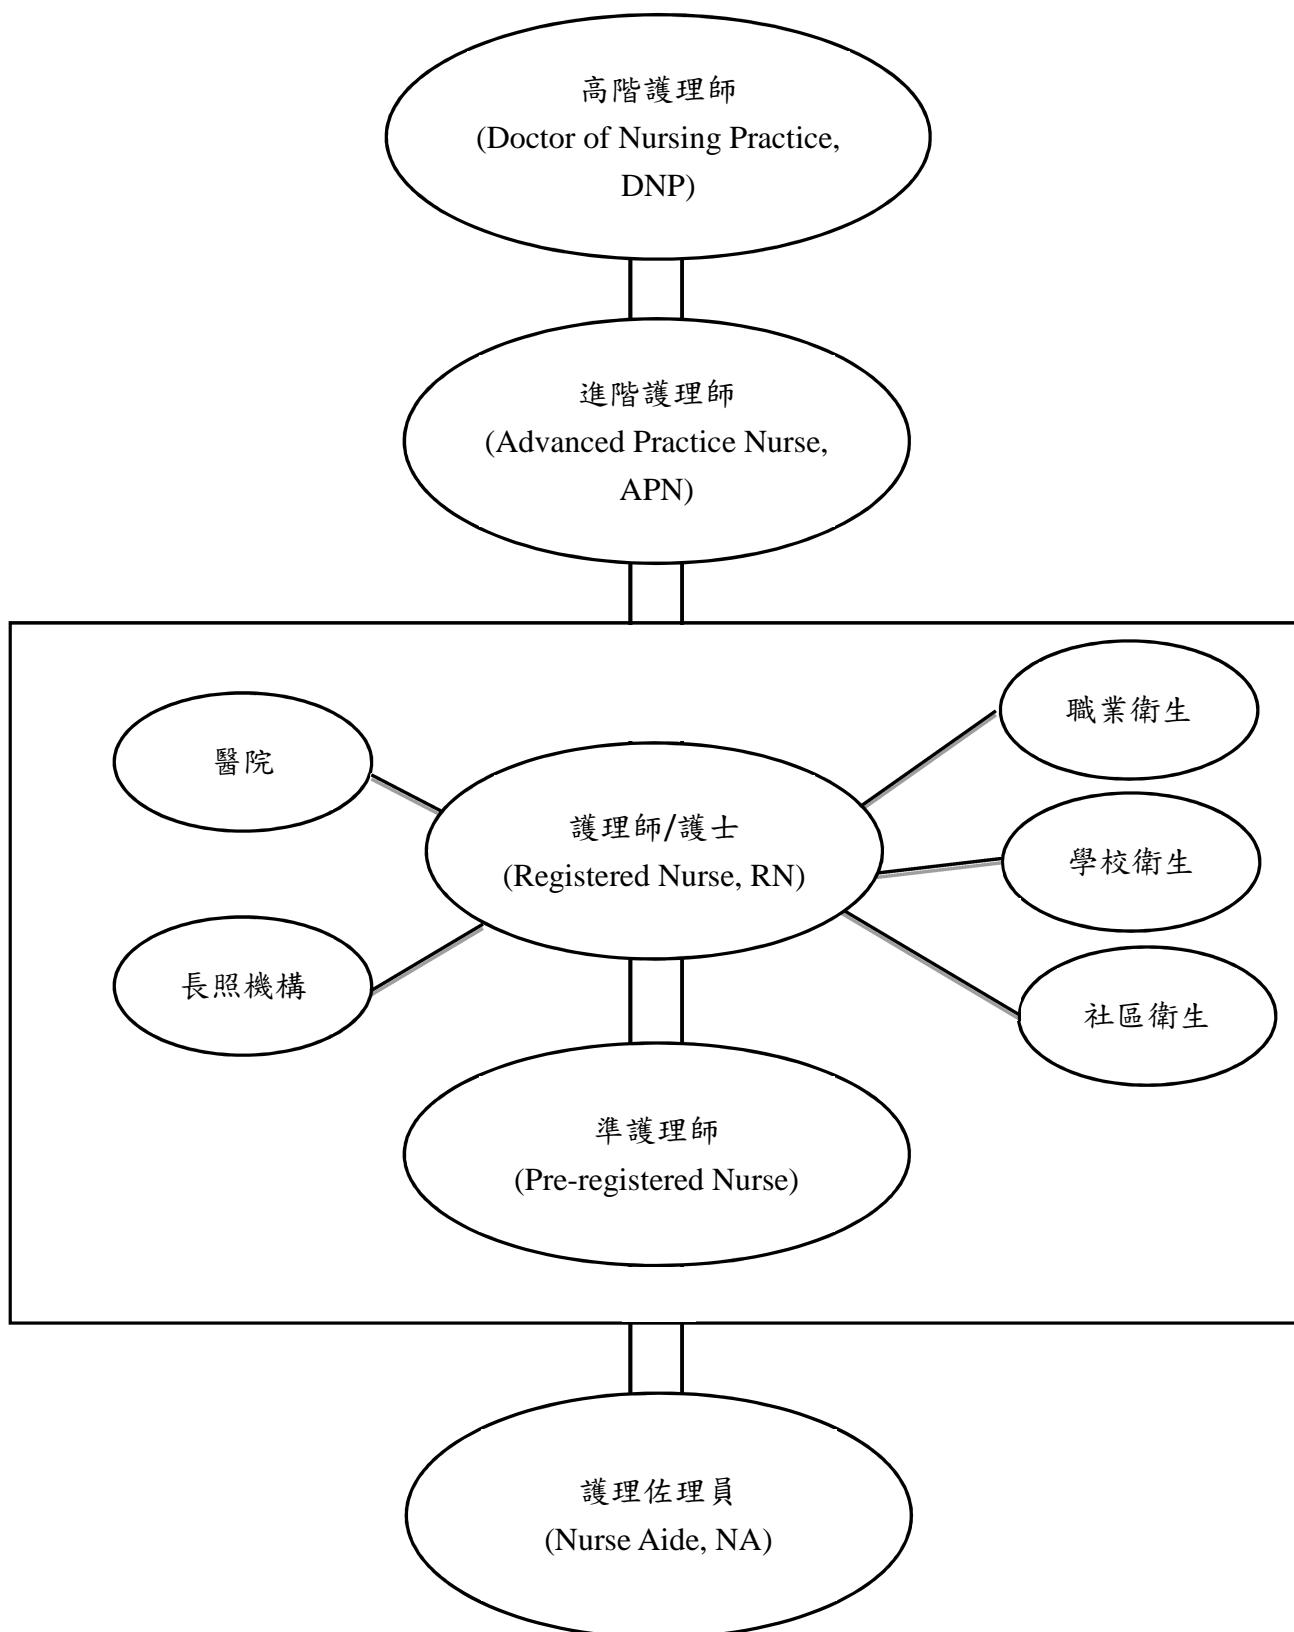 高階護理師
(Doctor of Nursing Practice,
DNP)
進階護理師
(Advanced Practice Nurse,
APN)
職業衛生
醫院
護理師/護士
(Registered Nurse, RN)
學校衛生
長照機構
社區衛生
準護理師
(Pre-registered Nurse)
護理佐理員
(Nurse Aide, NA)